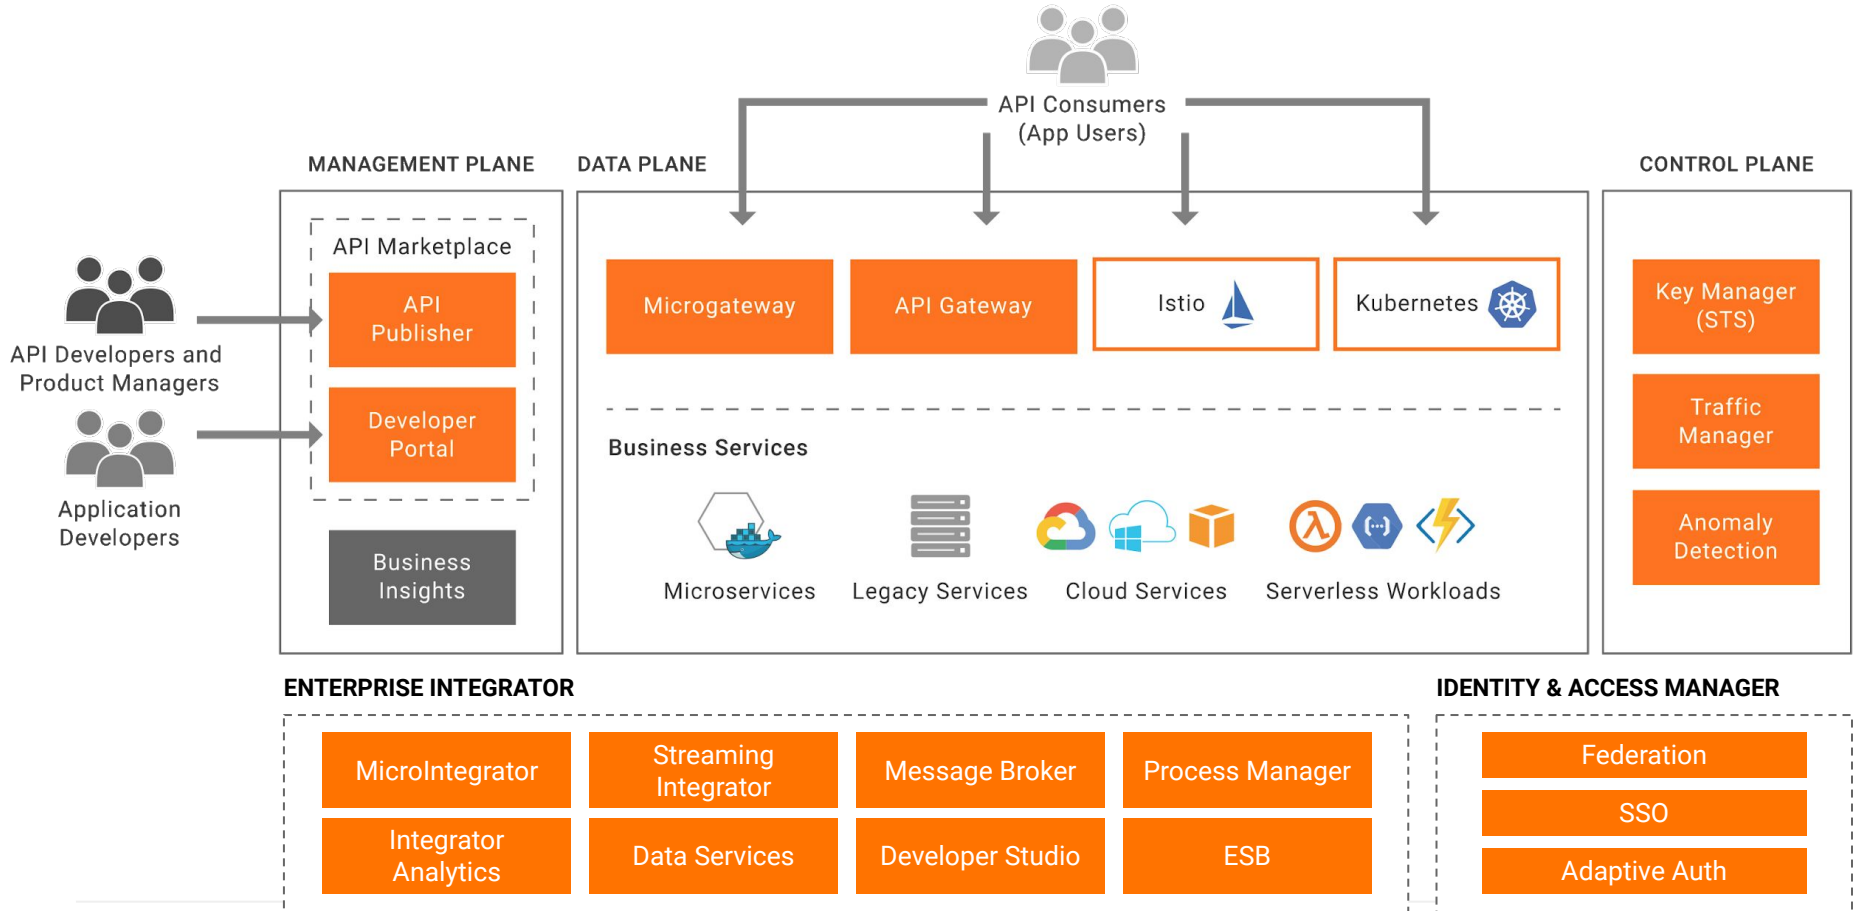 API Consumers
(App Users)
MANAGEMENT PLANE
DATA PLANE
CONTROL PLANE
API Marketplace
API
Publisher
Developer
Portal
Business
Insights
API Developers and
Product Managers
Application
Developers
Microgateway
API Gateway
Istio
Kubernetes
Business Services
Microservices
Legacy Services
Cloud Services
Serverless Workloads
Key Manager
(STS)
Traffic
Manager
Anomaly
Detection
ENTERPRISE INTEGRATOR
MicroIntegrator
Streaming
Integrator
Message Broker
Process Manager
Integrator
Analytics
Data Services
Developer Studio
ESB
IDENTITY & ACCESS MANAGER
Federation
SSO
Adaptive Auth